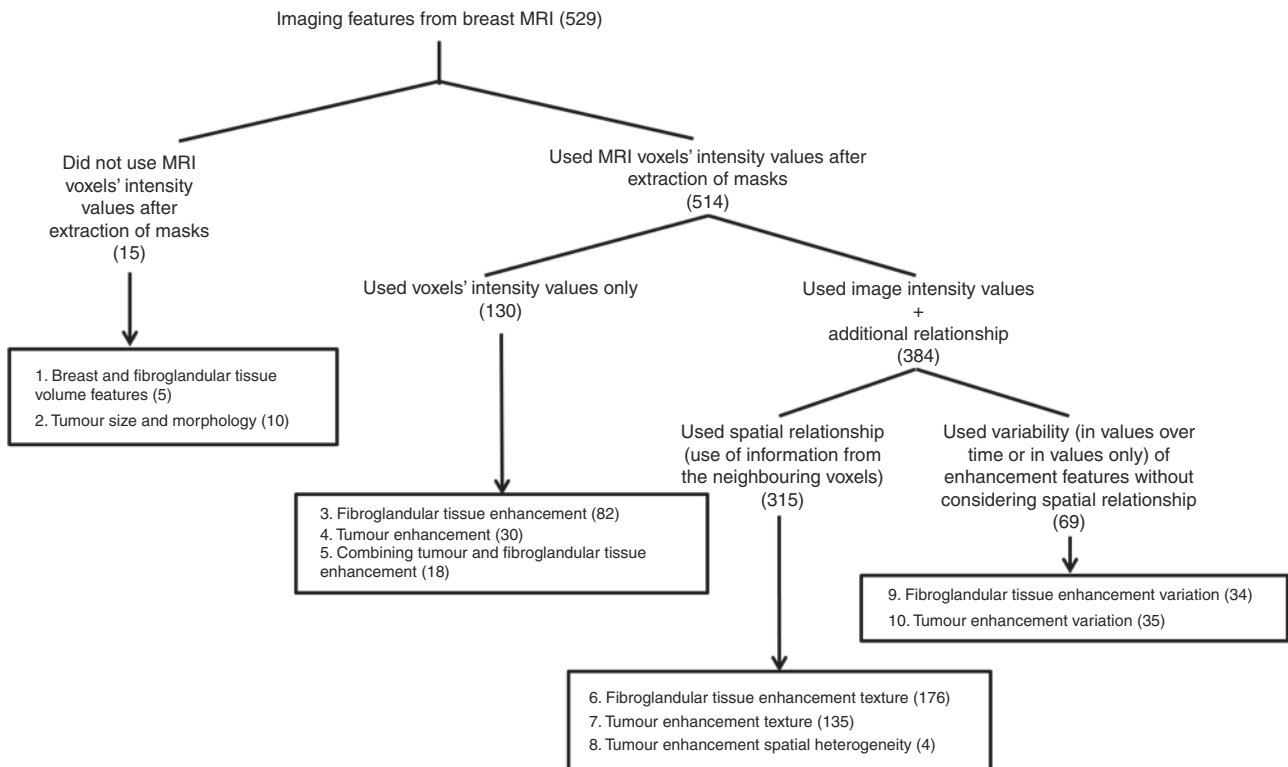 Imaging features from breast MRI (529)
Did not use MRI
voxels' intensity
values after
extraction of masks
(15)
Used MRI voxels' intensity values after
extraction of masks
(514)
Used voxels' intensity values only
(130)
Used image intensity values
+
additional relationship
(384)
1. Breast and fibroglandular tissue
volume features (5)
2. Tumour size and morphology (10)
Used spatial relationship
(use of information from
the neighbouring voxels)
(315)
Used variability (in values over
time or in values only) of
enhancement features without
considering spatial relationship
(69)
3. Fibroglandular tissue enhancement (82)
4. Tumour enhancement (30)
5. Combining tumour and fibroglandular tissue
enhancement (18)
9. Fibroglandular tissue enhancement variation (34)
10. Tumour enhancement variation (35)
6. Fibroglandular tissue enhancement texture (176)
7. Tumour enhancement texture (135)
8. Tumour enhancement spatial heterogeneity (4)